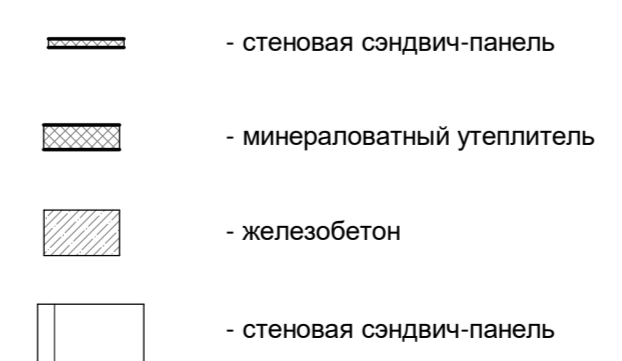 - стеновая сэндвич-панель
- минераловатный утеплитель
- железобетон
- стеновая сэндвич-панель